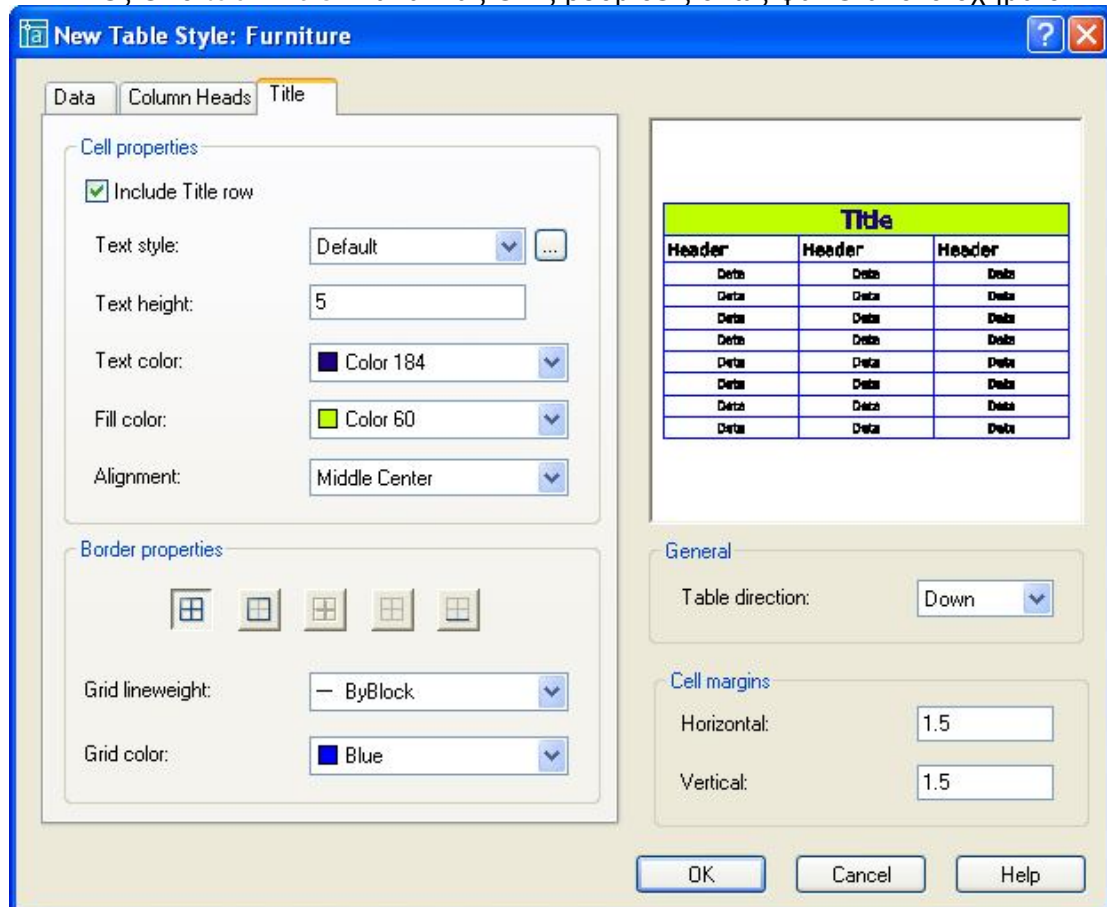 New Table Style: Furniture
Data Column Heads Title
Cell properties
Include Title row
Text style: Default ...
Text height: 5
Text color: Color 184
Fill color: Color 60
Alignment: Middle Center
Border properties
Grid lineweight: ByBlock
Grid color: Blue
Title
Header Header Header
Data Data Data
Data Data Data
Data Data Data
Data Data Data
Data Data Data
Data Data Data
Data Data Data
Data Data Data
General
Table direction: Down
Cell margins
Horizontal: 1.5
Vertical: 1.5
OK Cancel Help